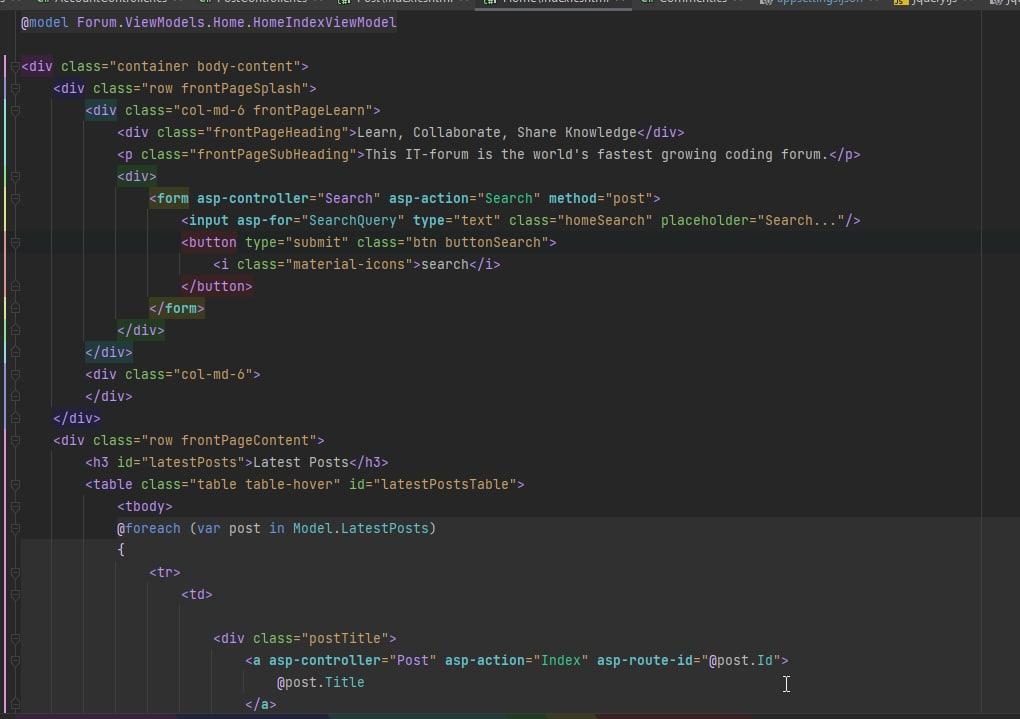 @model Forum.ViewModels.Home.HomeIndexViewModel
<div class="container body-content">
<div class="row frontPageSplash">
<div class="col-md-6 frontPageLearn">
<div class="frontPageHeading">Learn, Collaborate, Share Knowledge</div>
<p class="frontPageSubHeading">This IT-forum is the world's fastest growing coding forum.</p>
<div>
<form asp-controller="Search" asp-action="Search" method="post">
<input asp-for="SearchQuery" type="text" class="homeSearch" placeholder="Search..."/>
<button type="submit" class="btn buttonSearch">
<i class="material-icons">search</i>
</button>
</form>
</div>
</div>
<div class="col-md-6">
</div>
</div>
<div class="row frontPageContent">
<h3 id="latestPosts">Latest Posts</h3>
<table class="table table-hover" id="latestPostsTable">
<tbody>
@foreach (var post in Model.LatestPosts)
{
<tr>
<td>
<div class="postTitle">
<a asp-controller="Post" asp-action="Index" asp-route-id="@post.Id">
@post.Title
</a>